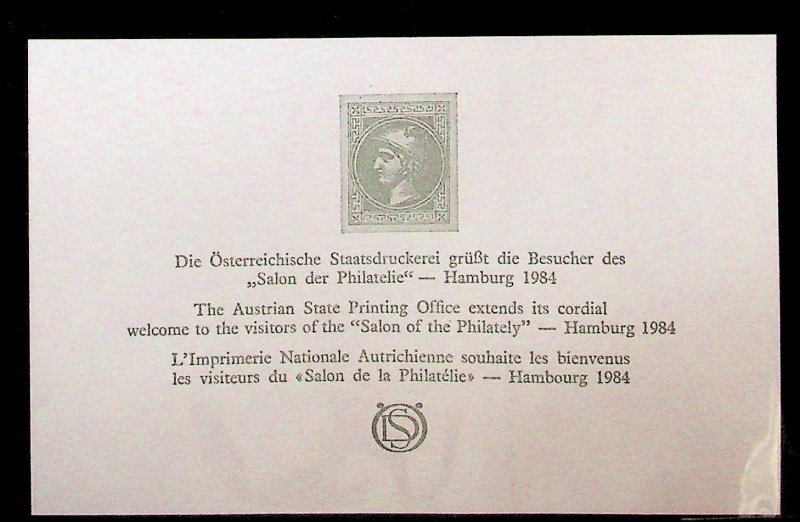 Die Österreichische Staatsdruckerei grüßt die Besucher des
„Salon der Philatelie“ — Hamburg 1984
The Austrian State Printing Office extends its cordial
welcome to the visitors of the “Salon of the Philately” — Hamburg 1984
L'Imprimerie Nationale Autrichienne souhaite les bienvenus
les visiteurs du «Salon de la Philatélie» — Hambourg 1984
ÖSD